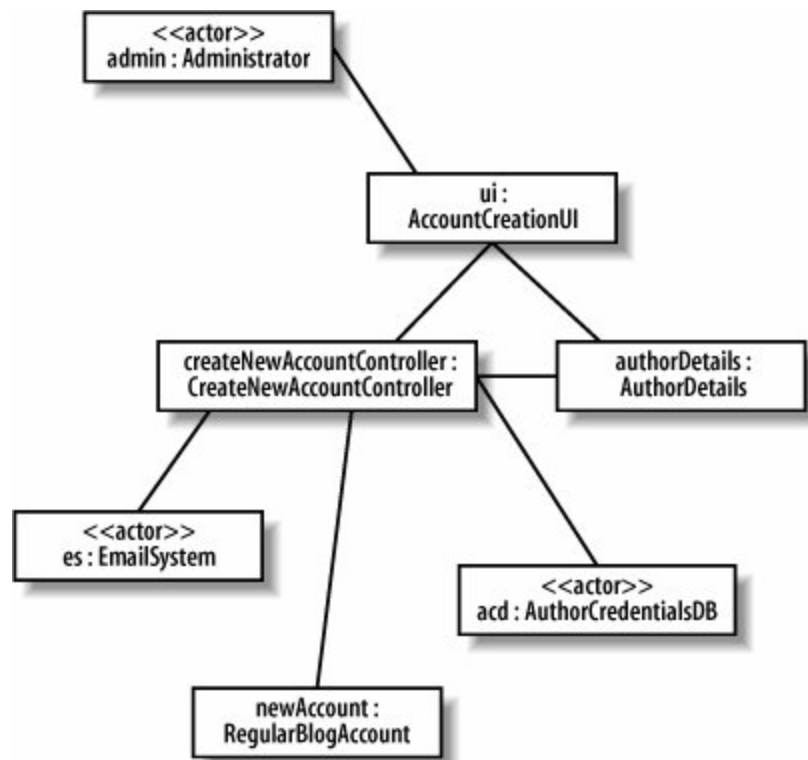 <<actor>>
admin : Administrator
ui :
AccountCreationUI
createNewAccountController :
CreateNewAccountController
authorDetails :
AuthorDetails
<<actor>>
es : EmailSystem
<<actor>>
acd : AuthorCredentialsDB
newAccount :
RegularBlogAccount